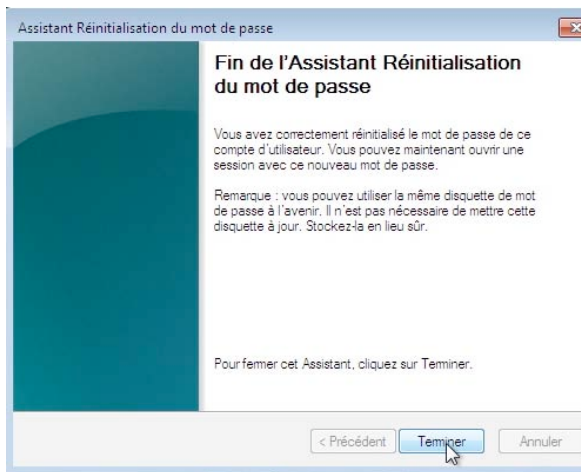 Assistant Réinitialisation du mot de passe
Fin de l'Assistant Réinitialisation
du mot de passe
Vous avez correctement réinitialisé le mot de passe de ce
compte d'utilisateur. Vous pouvez maintenant ouvrir une
session avec ce nouveau mot de passe.
Remarque : vous pouvez utiliser la même disquette de mot
de passe à l'avenir. Il n'est pas nécessaire de mettre cette
disquette à jour. Stockez-la en lieu sûr.
Pour fermer cet Assistant, cliquez sur Terminer.
< Précédent Terminer Annuler